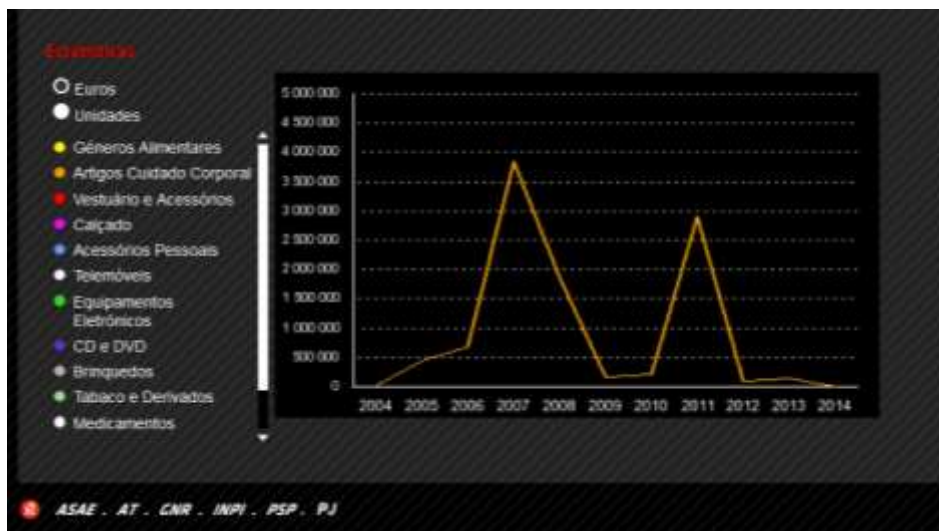 Estatísticas
Euros
Unidades
Géneros Alimentares
Artigos Cuidado Corporal
Vestuário e Acessórios
Calçado
Acessórios Pessoais
Telemóveis
Equipamentos
Eletrónicos
CD e DVD
Brinquedos
Tabaco e Derivados
Medicamentos
5 000 000
4 500 000
4 000 000
3 500 000
3 000 000
2 500 000
2 000 000
1 500 000
1 000 000
500 000
0
2004 2005 2006 2007 2008 2009 2010 2011 2012 2013 2014
ASAE . AT . GNR . INPI . PSP . PJ